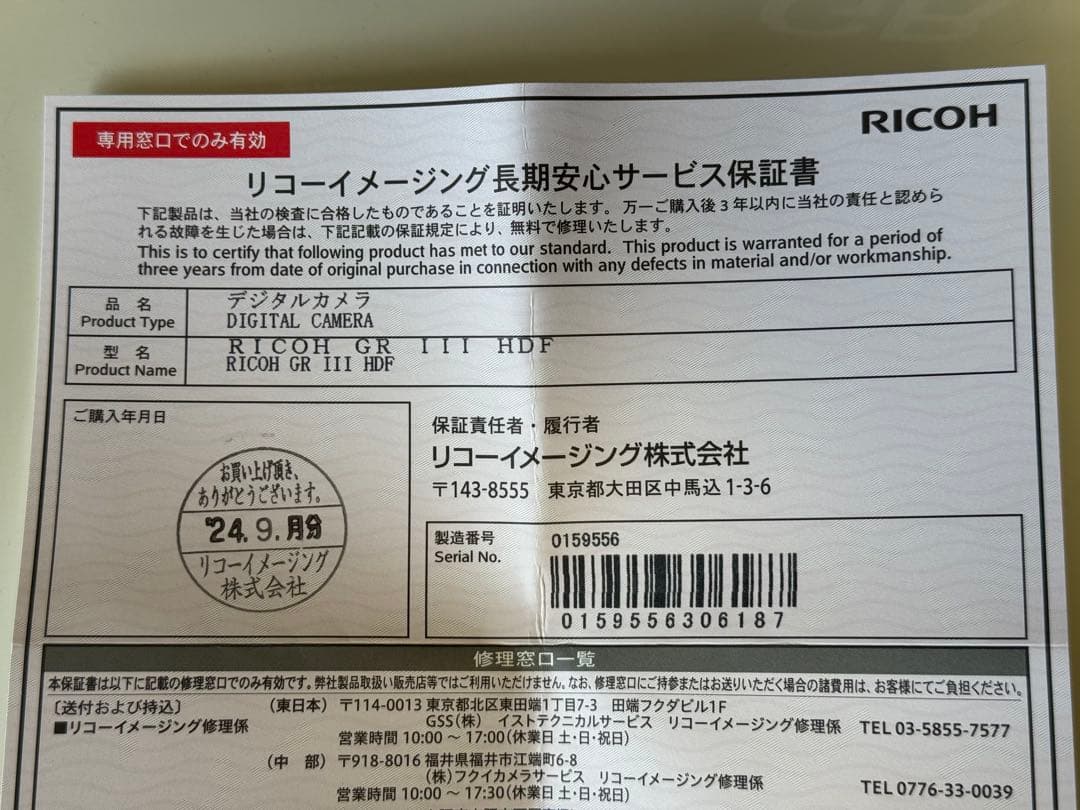 RICOH
専用窓口でのみ有効
リコーイメージング長期安心サービス保証書
下記製品は、当社の検査に合格したものであることを証明いたします。万一ご購入後3年以内に当社の責任と認めら
れる故障を生じた場合は、下記記載の保証規定により、無料で修理いたします。
This is to certify that following product has met to our standard. This product is warranted for a period of
three years from date of original purchase in connection with any defects in material and/or workmanship.
品 名 デジタルカメラ
Product Type DIGITAL CAMERA
型 名 RICOH GR III HDF
Product Name RICOH GR III HDF
ご購入年月日
お買い上げ頂き、
ありがとうございます。
'24.9.月分
リコーイメージング
株式会社
保証責任者・履行者
リコーイメージング株式会社
〒143-8555 東京都大田区中馬込1-3-6
製造番号 0159556
Serial No.
0159556306187
修理窓口一覧
本保証書は以下に記載の修理窓口でのみ有効です。弊社製品取扱い販売店等ではご利用いただけません。なお、修理窓口にご持参またはお送りいただく場合の諸費用は、お客様にてご負担ください。
〔送付および持込〕 (東日本) 〒114-0013 東京都北区東田端1丁目7-3 田端フクダビル1F
■リコーイメージング修理係 GSS(株) イストテクニカルサービス リコーイメージング修理係 TEL 03-5855-7577
営業時間 10:00 ～ 17:00(休業日 土・日・祝日)
(中 部) 〒918-8016 福井県福井市江端町6-8
(株)フクイカメラサービス リコーイメージング修理係 TEL 0776-33-0039
営業時間 10:00 ～ 17:30(休業日 土・日・祝日)